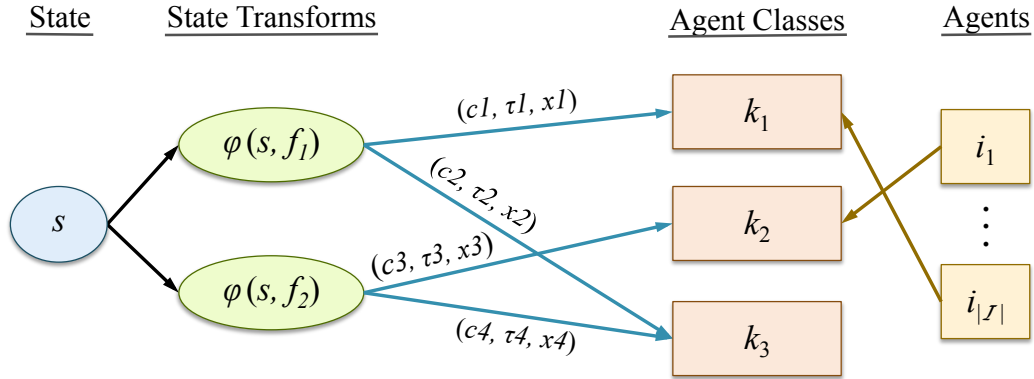 State
State Transforms
Agent Classes
Agents
s
φ(s, f₁)
φ(s, f₂)
(c1, τ1, x1)
(c2, τ2, x2)
(c3, τ3, x3)
(c4, τ4, x4)
k₁
k₂
k₃
i₁
⋮
i|𝓘|